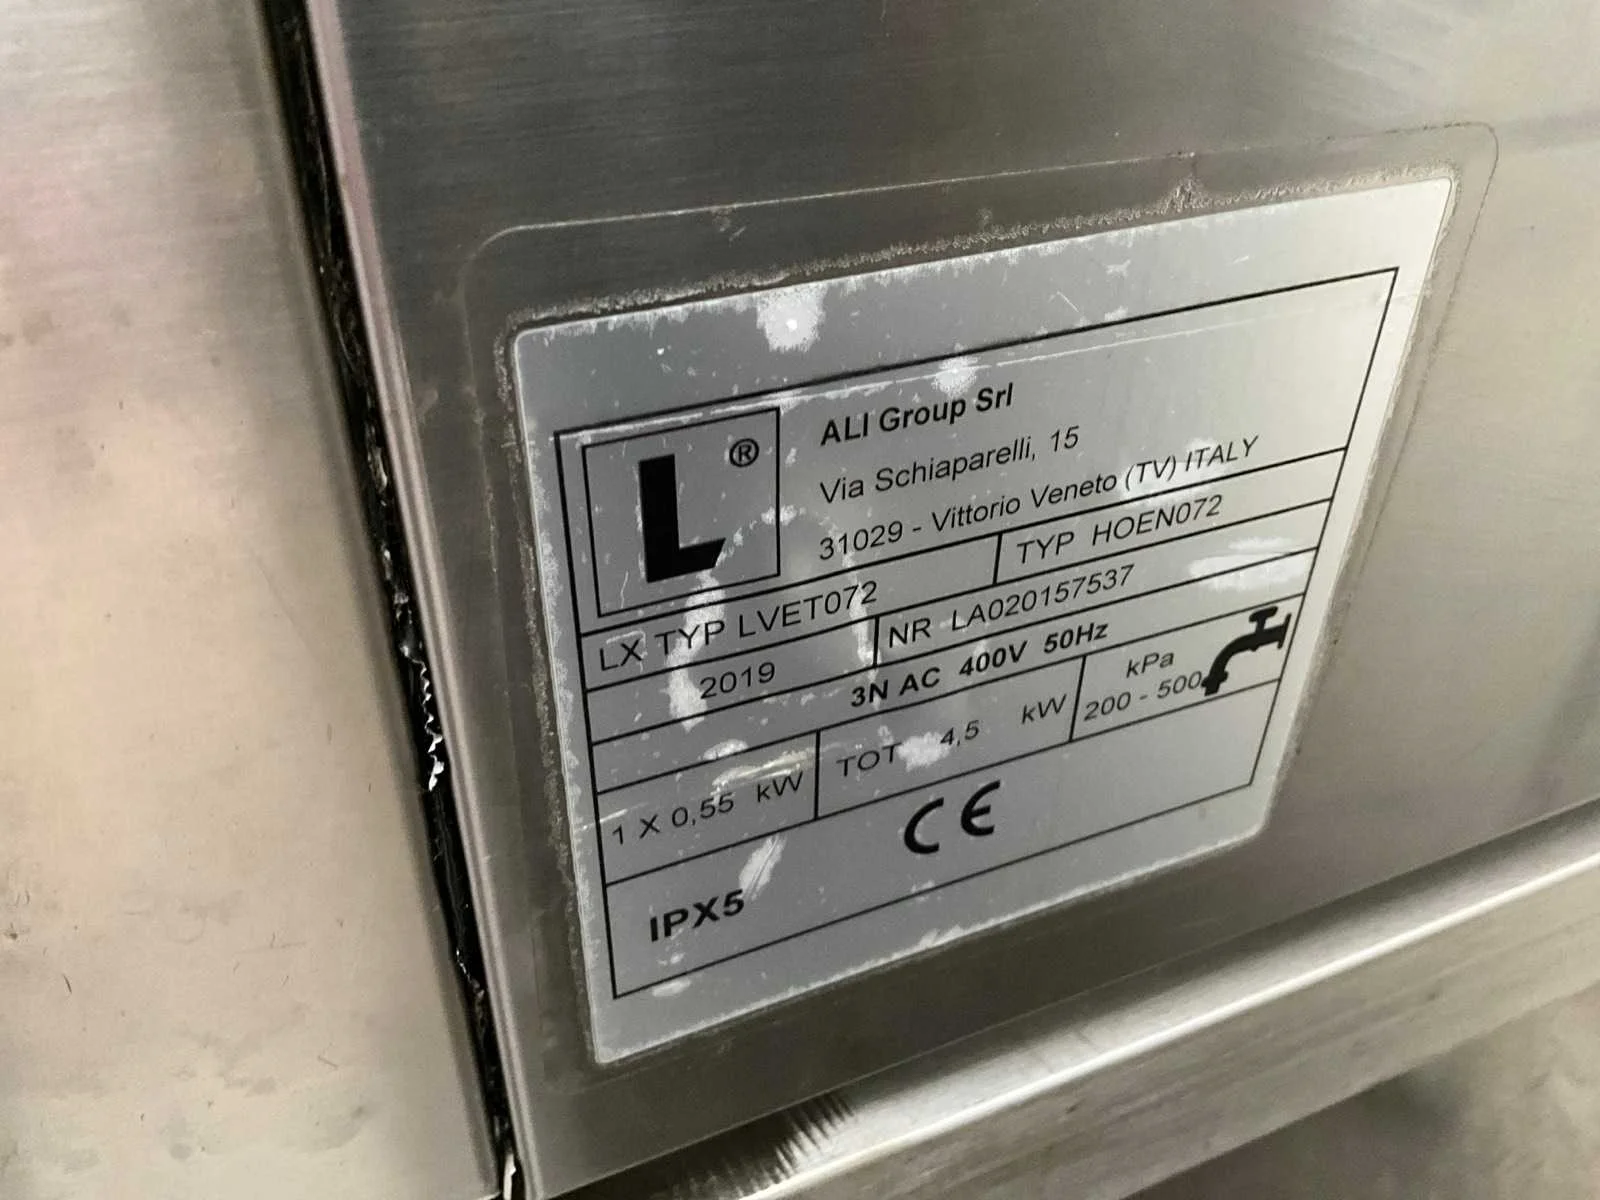 L®
ALI Group Srl
Via Schiaparelli, 15
31029 - Vittorio Veneto (TV) ITALY
LX TYP LVET072 TYP HOEN072
2019 NR LA020157537
3N AC 400V 50Hz
1 X 0,55 kW TOT 4,5 kW kPa
200 - 500
CE
IPX5